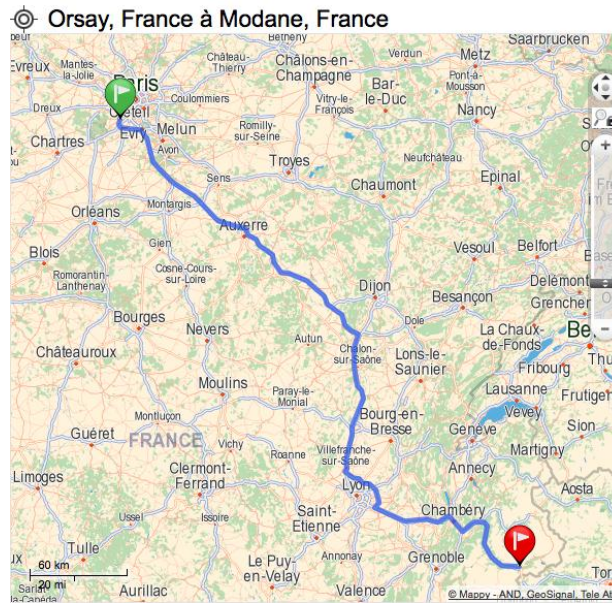 Orsay, France à Modane, France
Saarbrucken
Château-Thierry
Châlons-en-Champagne
Verdun
Metz
Evreux
Mantes-la-Jolie
Paris
Bar-le-Duc
Pont-à-Mousson
Dreux
Créteil
Coulommiers
Vitry-le-François
Nancy
Chartres
Evry
Melun
Avon
Romilly-sur-Seine
Troyes
Neufchâteau
Sens
Chaumont
Epinal
Montargis
Orléans
Auxerre
Blois
Gien
Vesoul
Belfort
Romorantin-Lanthenay
Cosne-Cours-sur-Loire
Dijon
Besançon
Delémont
Grenchen
Bourges
Nevers
Autun
Dole
La Chaux-de-Fonds
Châteauroux
Chalon-sur-Saône
Lons-le-Saunier
Fribourg
Moulins
Paray-le-Monial
Lausanne
Vevey
Frutigen
Montluçon
Bourg-en-Bresse
Sion
Guéret
FRANCE
Vichy
Roanne
Villefranche-sur-Saône
Genève
Martigny
Limoges
Clermont-Ferrand
Lyon
Annecy
Aosta
Ussel
Issoire
Saint-Etienne
Chambéry
60 km
Tulle
Le Puy-en-Velay
Annonay
Grenoble
20 mi
Aurillac
Valence
© Mappy - AND, GeoSignal, Tele At